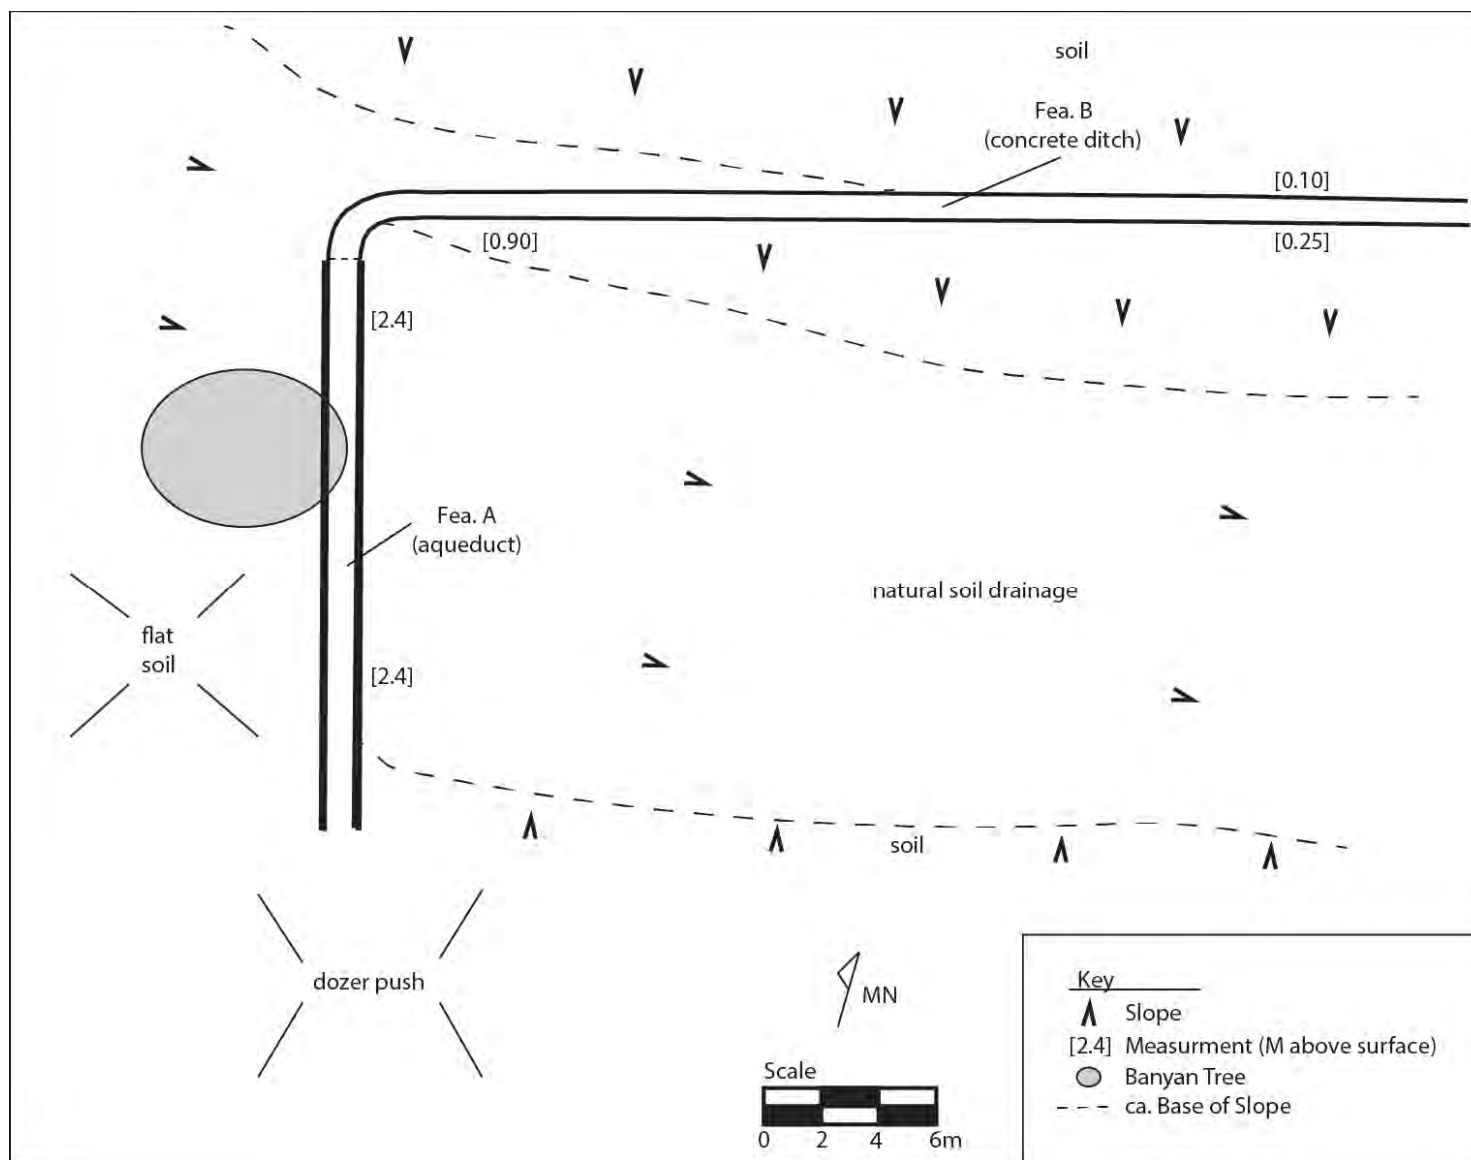 soil
Fea. B
(concrete ditch)
[0.10]
[0.90]
[0.25]
[2.4]
Fea. A
(aqueduct)
natural soil drainage
flat
soil
[2.4]
soil
dozer push
MN
Scale
0 2 4 6m
Key
Slope
[2.4] Measurment (M above surface)
Banyan Tree
ca. Base of Slope